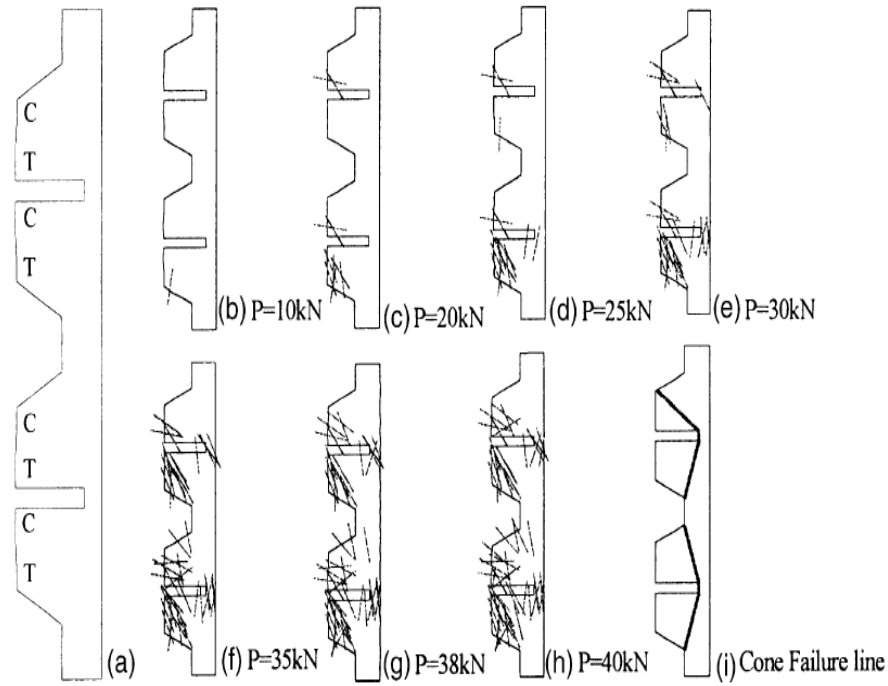 C
T
C
T
C
T
C
T
(a)
(b) P=10kN
(c) P=20kN
(d) P=25kN
(e) P=30kN
(f) P=35kN
(g) P=38kN
(h) P=40kN
(i) Cone Failure line